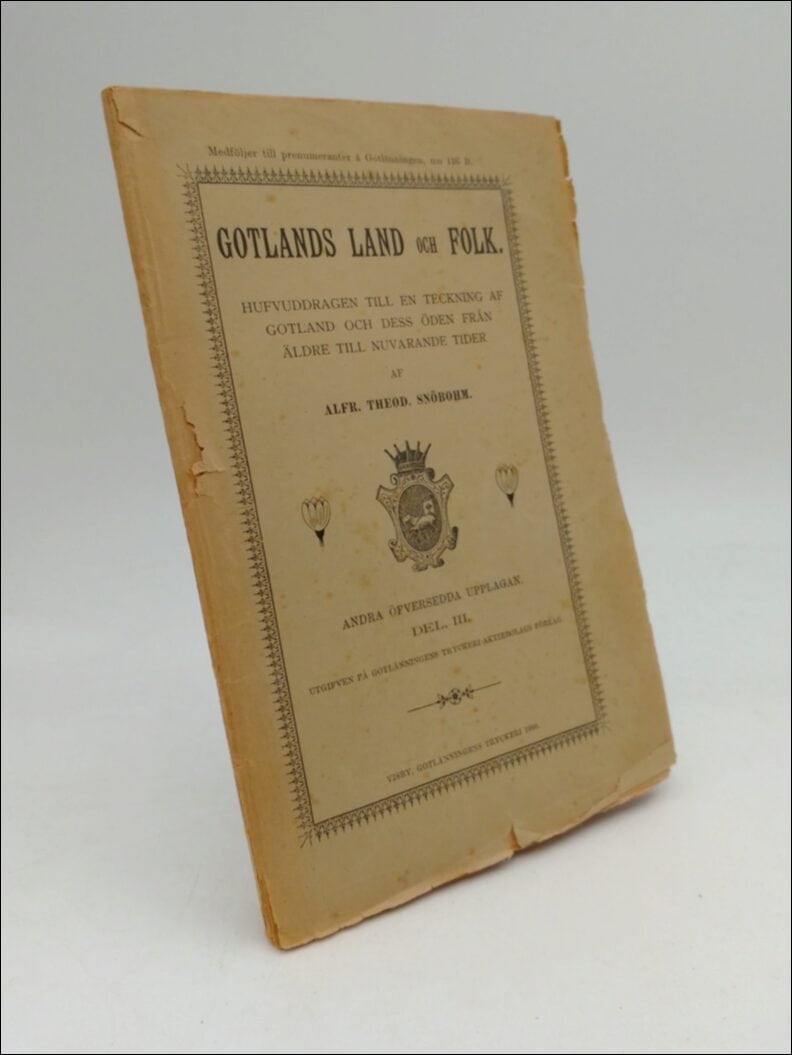 Medföljer till prenumeranter å Gotlänningen, n:o 146 B.
GOTLANDS LAND OCH FOLK.
HUFVUDDRAGEN TILL EN TECKNING AF
GOTLAND OCH DESS ÖDEN FRÅN
ÄLDRE TILL NUVARANDE TIDER
AF
ALFR. THEOD. SNÖBOHM.
ANDRA ÖFVERSEDDA UPPLAGAN.
DEL. III.
UTGIFVEN PÅ GOTLÄNNINGENS TRYCKERI-AKTIEBOLAGS FÖRLAG.
VISBY, GOTLÄNNINGENS TRYCKERI